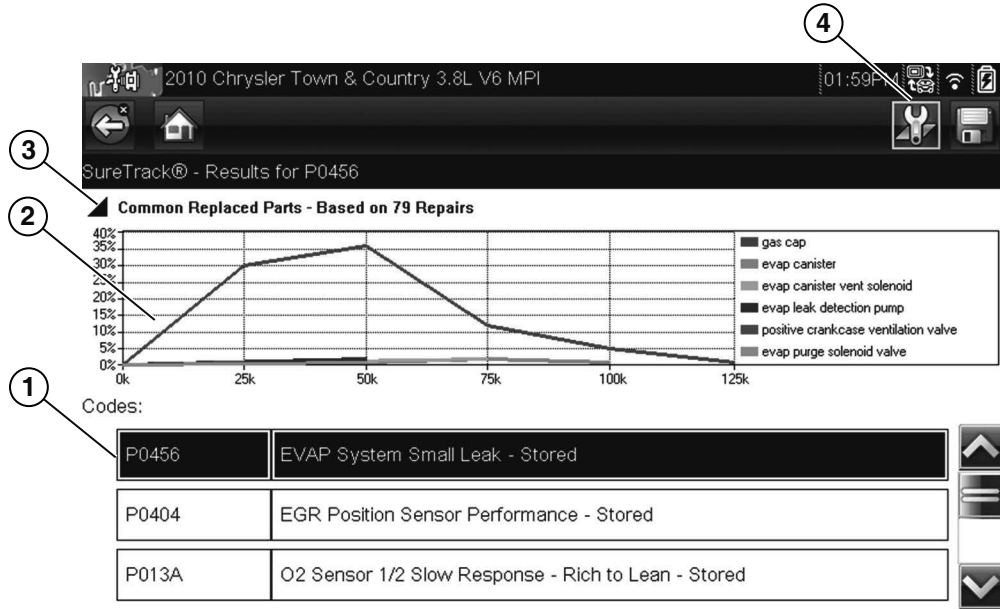 4
2010 Chrysler Town & Country 3.8L V6 MPI 01:59PM
3
SureTrack® - Results for P0456
2
Common Replaced Parts - Based on 79 Repairs
40%
35%
30%
25%
20%
15%
10%
5%
0%
0k 25k 50k 75k 100k 125k
gas cap
evap canister
evap canister vent solenoid
evap leak detection pump
positive crankcase ventilation valve
evap purge solenoid valve
1
Codes:
P0456 EVAP System Small Leak - Stored
P0404 EGR Position Sensor Performance - Stored
P013A O2 Sensor 1/2 Slow Response - Rich to Lean - Stored